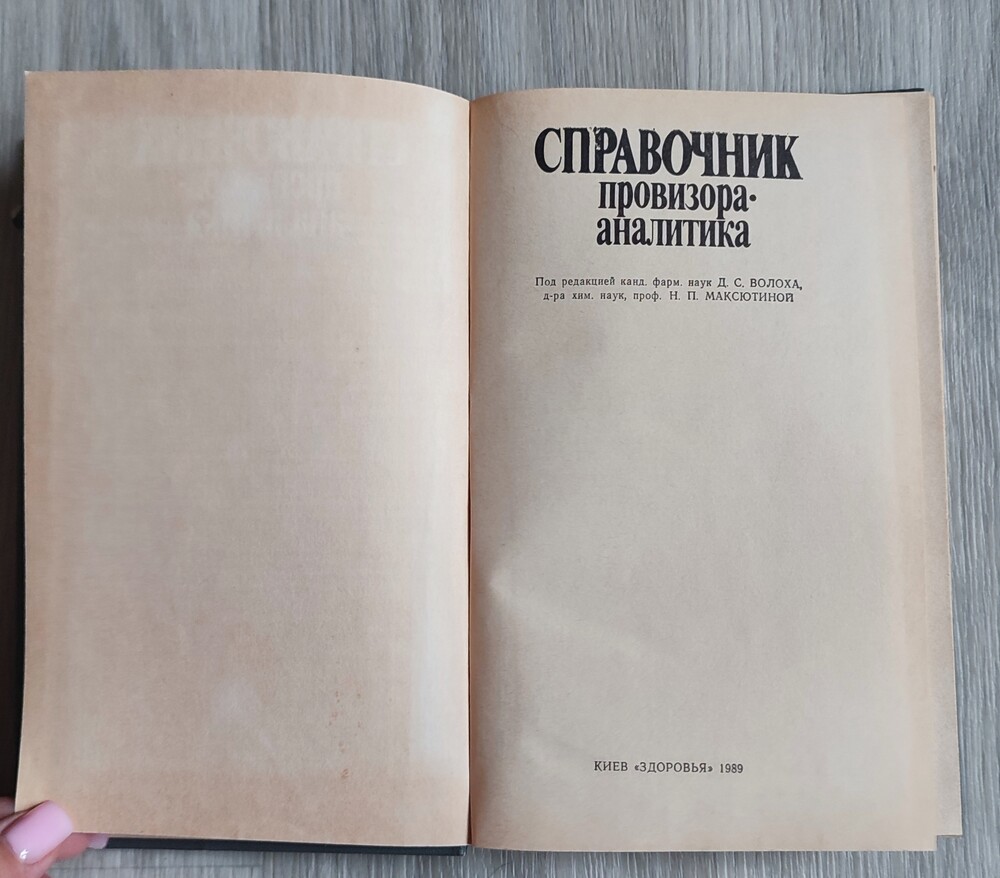 СПРАВОЧНИК
провизора-
аналитика
Под редакцией канд. фарм. наук Д. С. ВОЛОХА,
д-ра хим. наук, проф. Н. П. МАКСЮТИНОЙ
КИЕВ «ЗДОРОВЬЯ» 1989